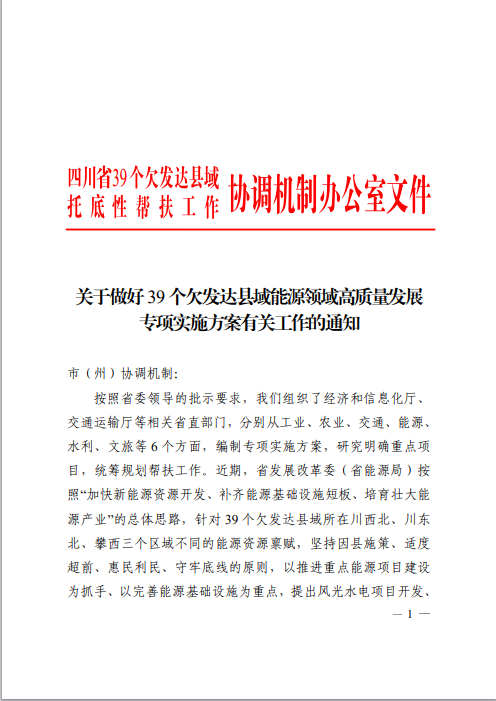 四川省39个欠发达县域
托底性帮扶工作 协调机制办公室文件
关于做好 39 个欠发达县域能源领域高质量发展
专项实施方案有关工作的通知
市（州）协调机制：
按照省委领导的批示要求，我们组织了经济和信息化厅、
交通运输厅等相关省直部门，分别从工业、农业、交通、能源、
水利、文旅等 6 个方面，编制专项实施方案，研究明确重点项
目，统筹规划帮扶工作。近期，省发展改革委（省能源局）按
照“加快新能源资源开发、补齐能源基础设施短板、培育壮大能
源产业”的总体思路，针对 39 个欠发达县域所在川西北、川东
北、攀西三个区域不同的能源资源禀赋，坚持因县施策、适度
超前、惠民利民、守牢底线的原则，以推进重点能源项目建设
为抓手、以完善能源基础设施为重点，提出风光水电项目开发、
— 1 —